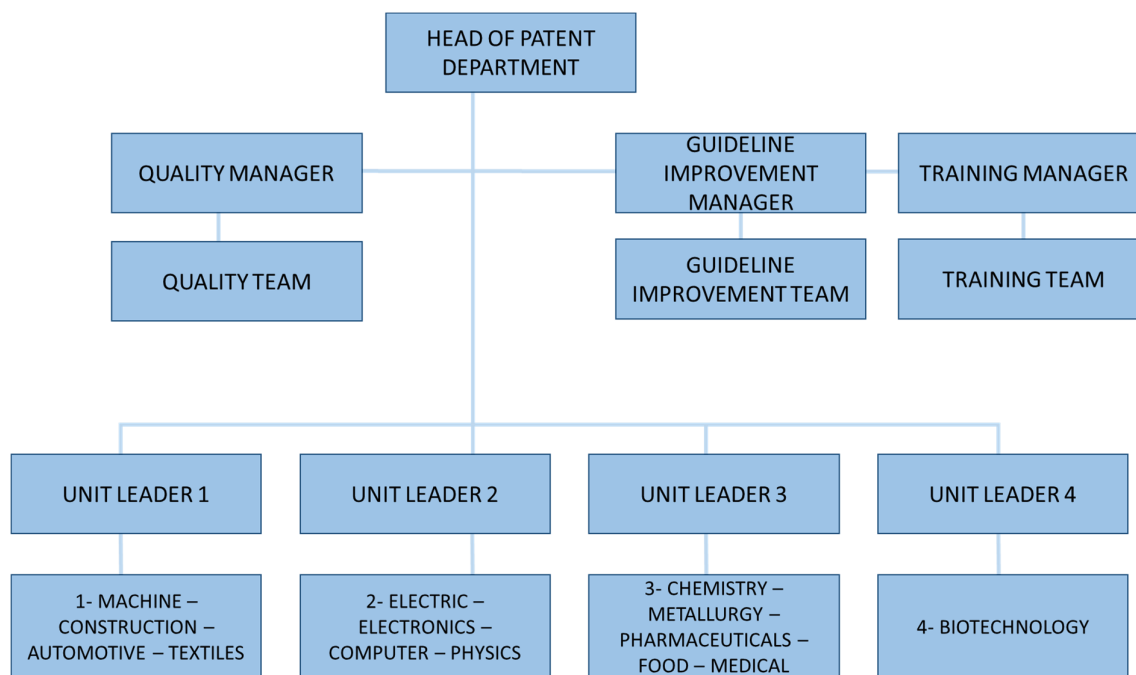 HEAD OF PATENT
DEPARTMENT
QUALITY MANAGER
GUIDELINE
IMPROVEMENT
MANAGER
TRAINING MANAGER
QUALITY TEAM
GUIDELINE
IMPROVEMENT TEAM
TRAINING TEAM
UNIT LEADER 1
UNIT LEADER 2
UNIT LEADER 3
UNIT LEADER 4
1- MACHINE –
CONSTRUCTION –
AUTOMOTIVE – TEXTILES
2- ELECTRIC –
ELECTRONICS –
COMPUTER – PHYSICS
3- CHEMISTRY –
METALLURGY –
PHARMACEUTICALS –
FOOD – MEDICAL
4- BIOTECHNOLOGY